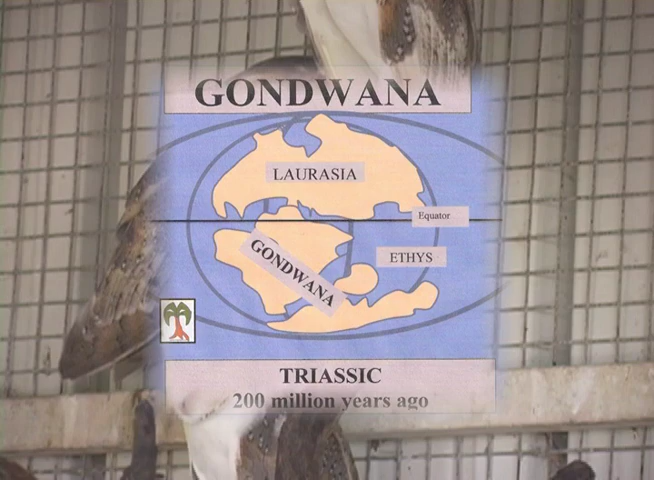 GONDWANA
LAURASIA
Equator
ETHYS
GONDWANA
TRIASSIC
200 million years ago